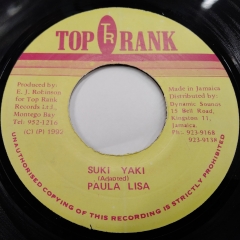 TOP TR RANK
Produced by:
E. J. Robinson
for Top Rank
Records Ltd.
Montego Bay
Tel: 952-1216
(C) (P) 1992
Made in Jamaica
Distributed by:
Dynamic Sounds
15 Bell Road,
Kingston 11,
Jamaica.
P: 923-9168
923-9138
SUKI YAKI
(Adapted)
PAULA LISA
UNAUTHORISED COPYING OF THIS RECORDING IS STRICTLY PROHIBITED